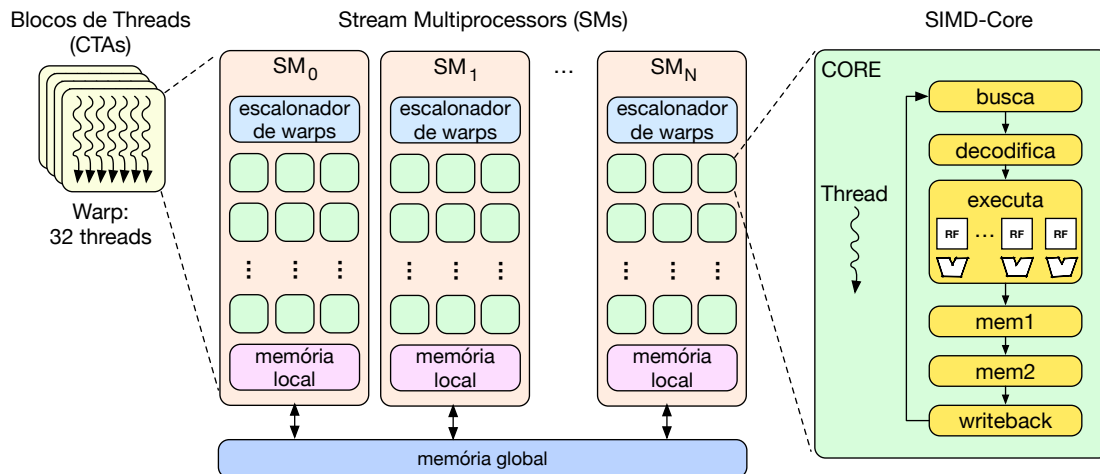 Blocos de Threads
(CTAs)
Warp:
32 threads
Stream Multiprocessors (SMs)
SM0
escalonador
de warps
...
...
...
memória
local
SM1
escalonador
de warps
...
...
...
memória
local
...
SMN
escalonador
de warps
...
...
...
memória
local
memória global
SIMD-Core
CORE
Thread
busca
decodifica
executa
RF ... RF RF
mem1
mem2
writeback